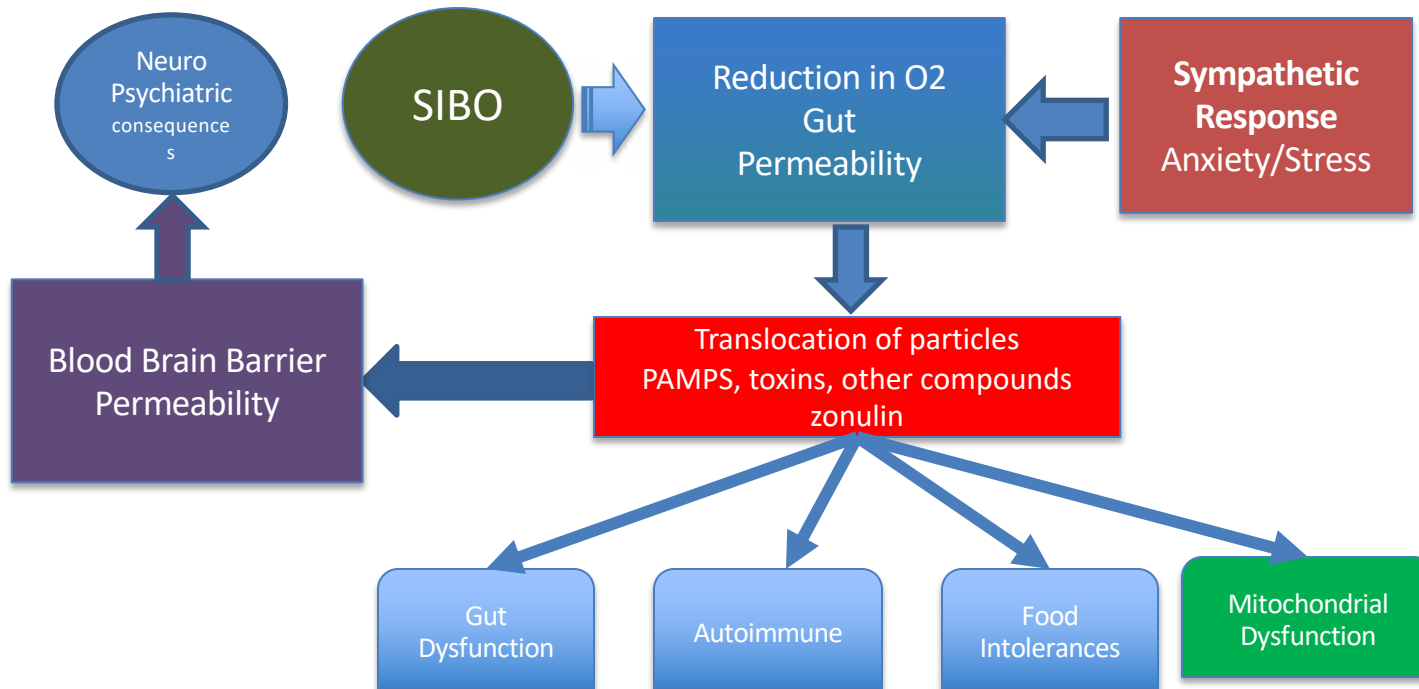 Neuro
Psychiatric
consequence
s
SIBO
Reduction in O2
Gut
Permeability
Sympathetic
Response
Anxiety/Stress
Blood Brain Barrier
Permeability
Translocation of particles
PAMPS, toxins, other compounds
zonulin
Gut
Dysfunction
Autoimmune
Food
Intolerances
Mitochondrial
Dysfunction